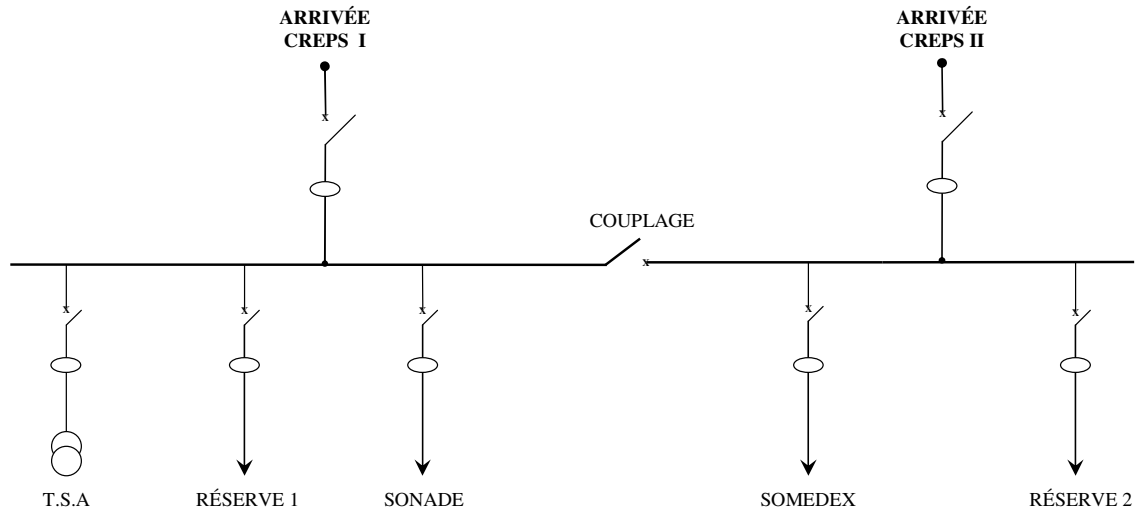 ARRIVÉE
CREPS I
ARRIVÉE
CREPS II
COUPLAGE
x
x
x
x
x
x
x
x
T.S.A
RÉSERVE 1
SONADE
SOMEDEX
RÉSERVE 2